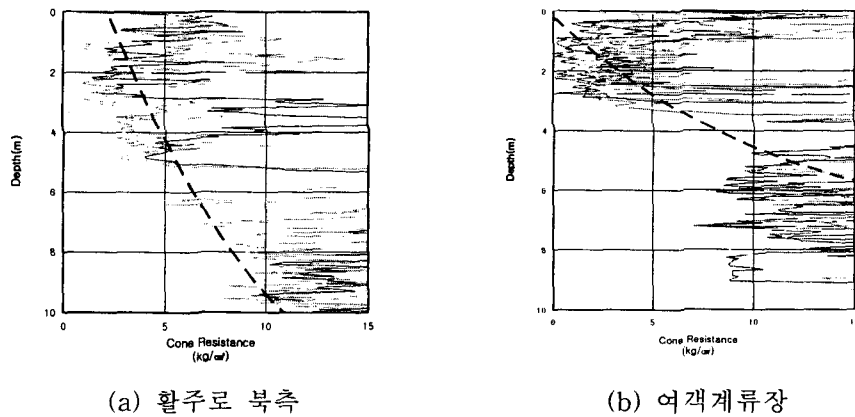 0
2
4
6
8
10
Depth(m)
0 5 10 15
Cone Resistance
(kg/㎠)
(a) 활주로 북측
0
2
4
6
8
10
Depth(m)
0 5 10 1
Cone Resistance
(kg/㎠)
(b) 여객계류장